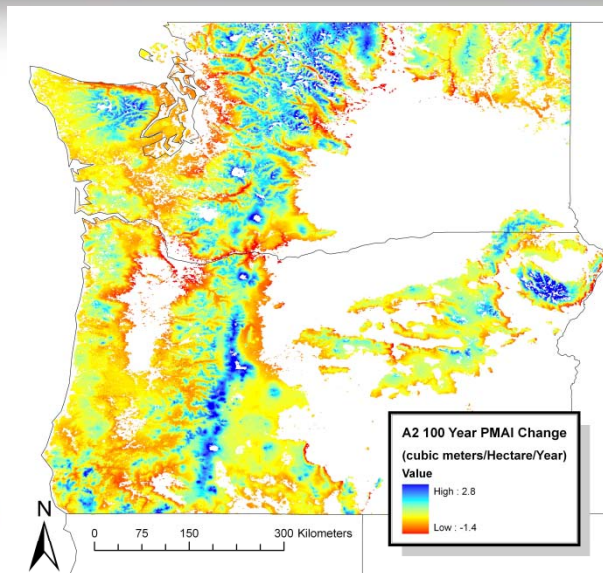 A2 100 Year PMAI Change
(cubic meters/Hectare/Year)
Value
High : 2.8
Low : -1.4
N
0 75 150 300 Kilometers